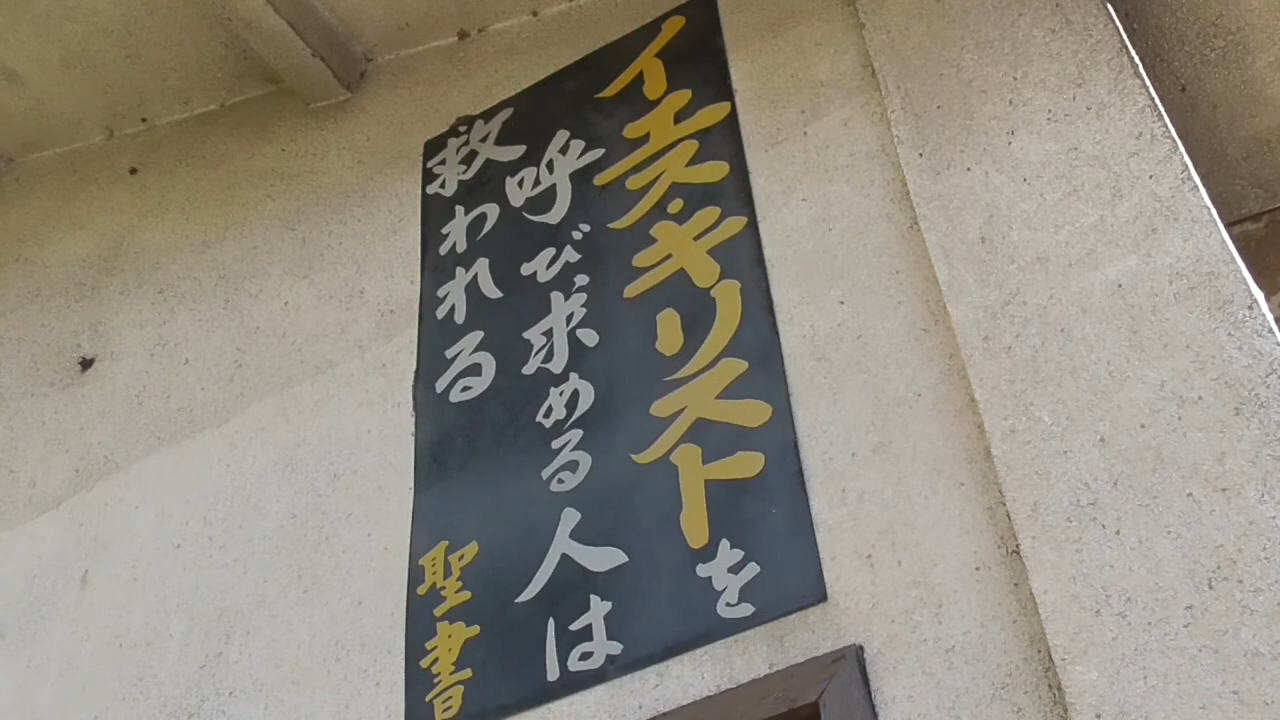 イエス・キリストを
呼び求める人は
救われる
聖書